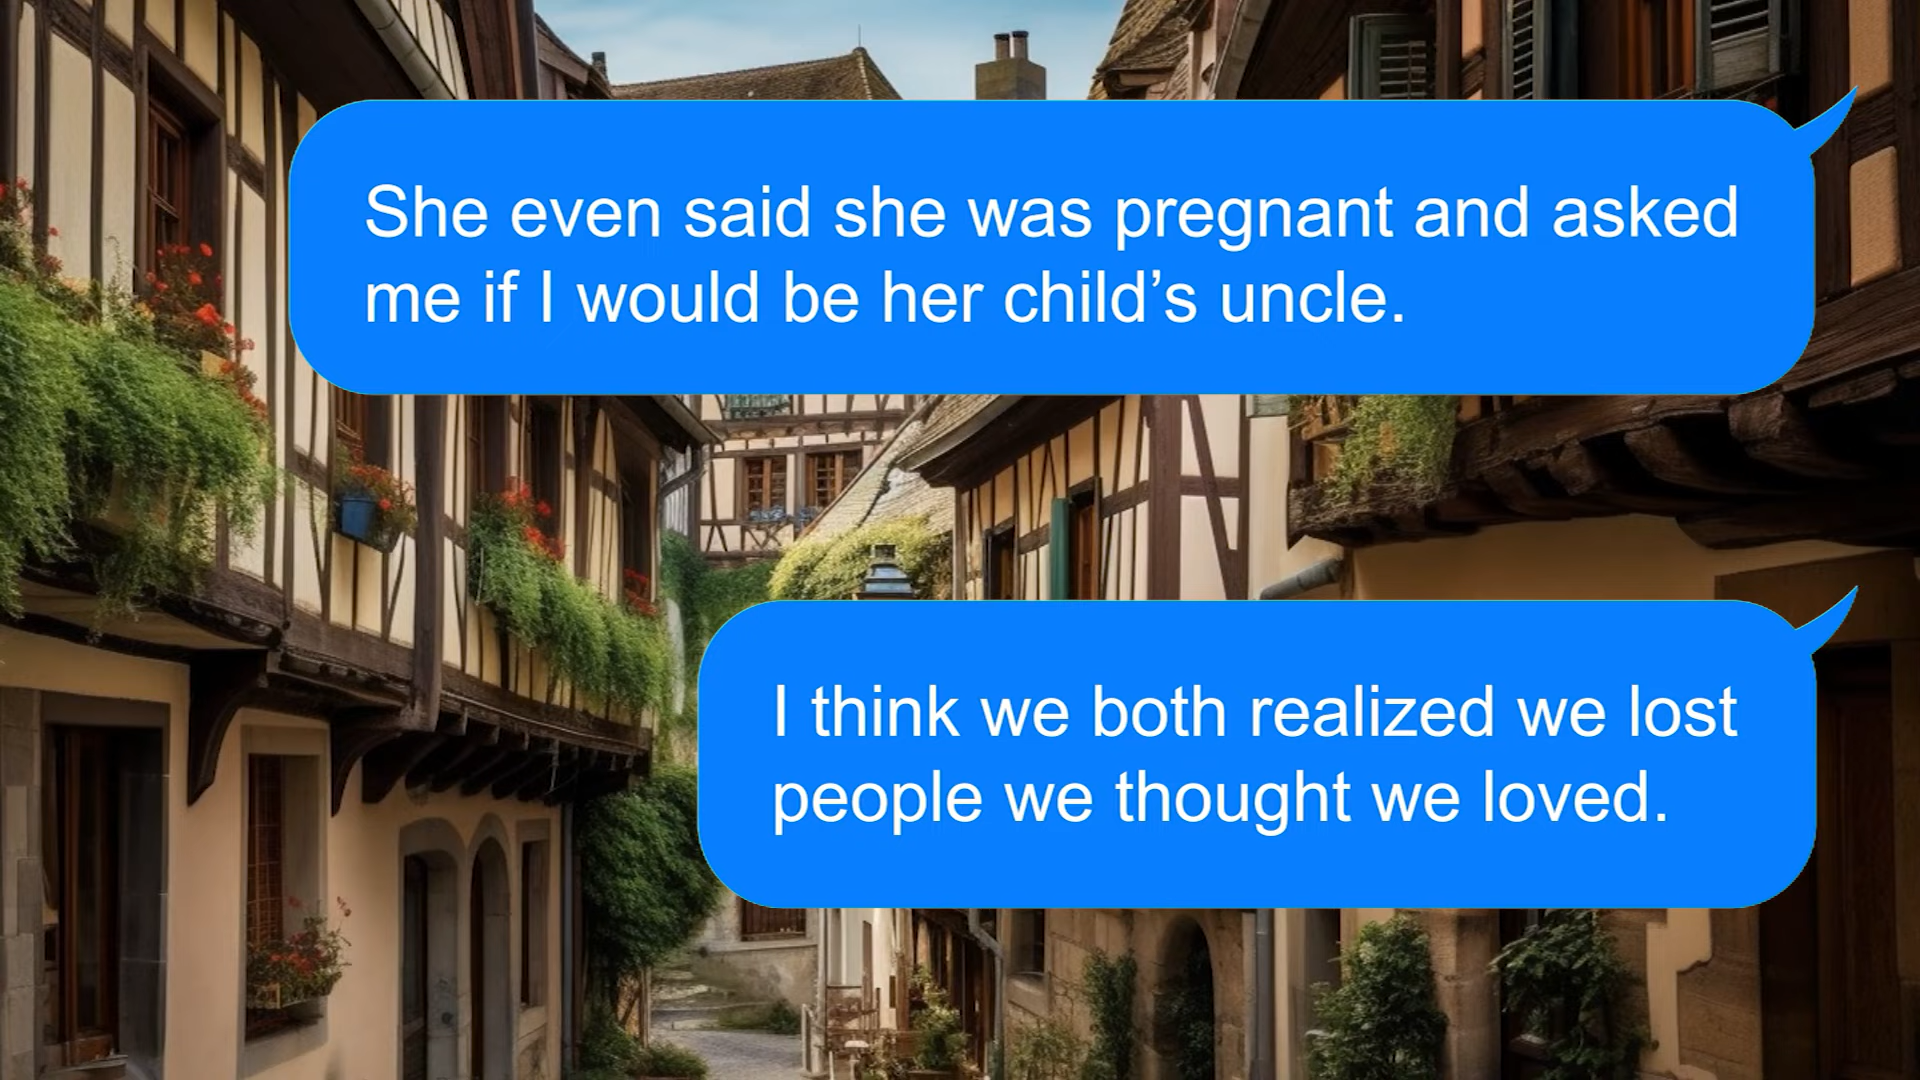 She even said she was pregnant and asked
me if I would be her child’s uncle.
I think we both realized we lost
people we thought we loved.